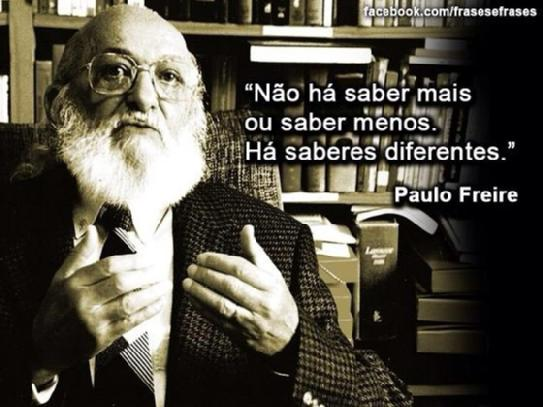 facebook.com/frasesefrases
“Não há saber mais
ou saber menos.
Há saberes diferentes.”
Paulo Freire